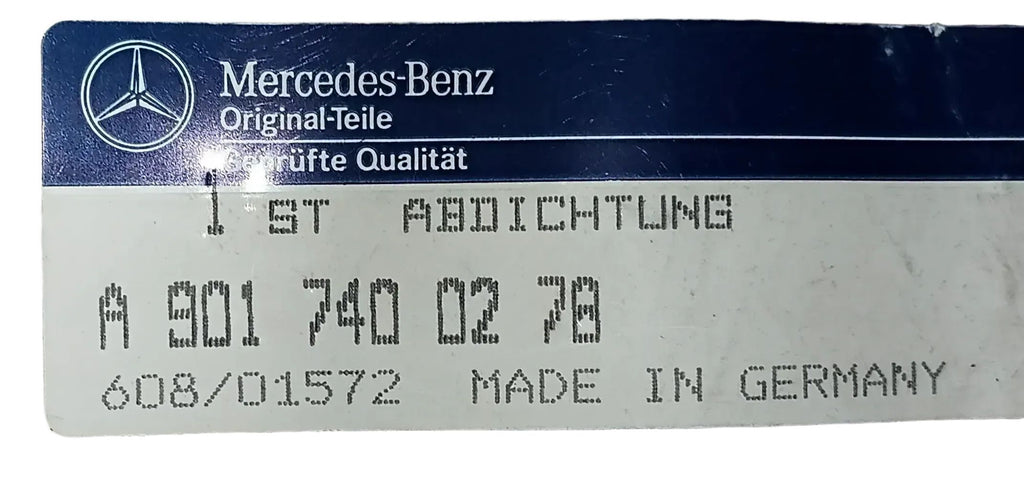 Mercedes-Benz
Original-Teile
Geprüfte Qualität
1 ST ABDICHTUNG
A 901 740 02 78
608/01572 MADE IN GERMANY